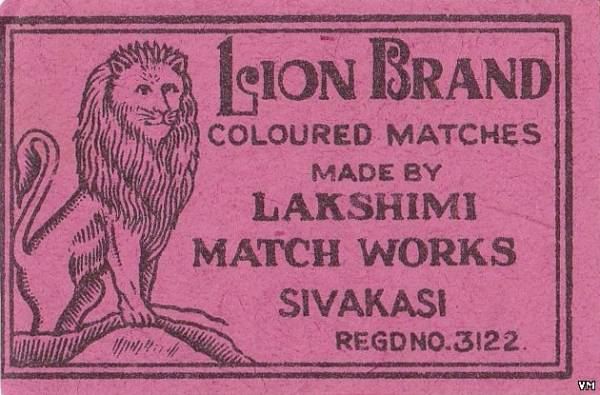 LION BRAND
COLOURED MATCHES
MADE BY
LAKSHIMI
MATCH WORKS
SIVAKASI
REGD NO.3122.
VM